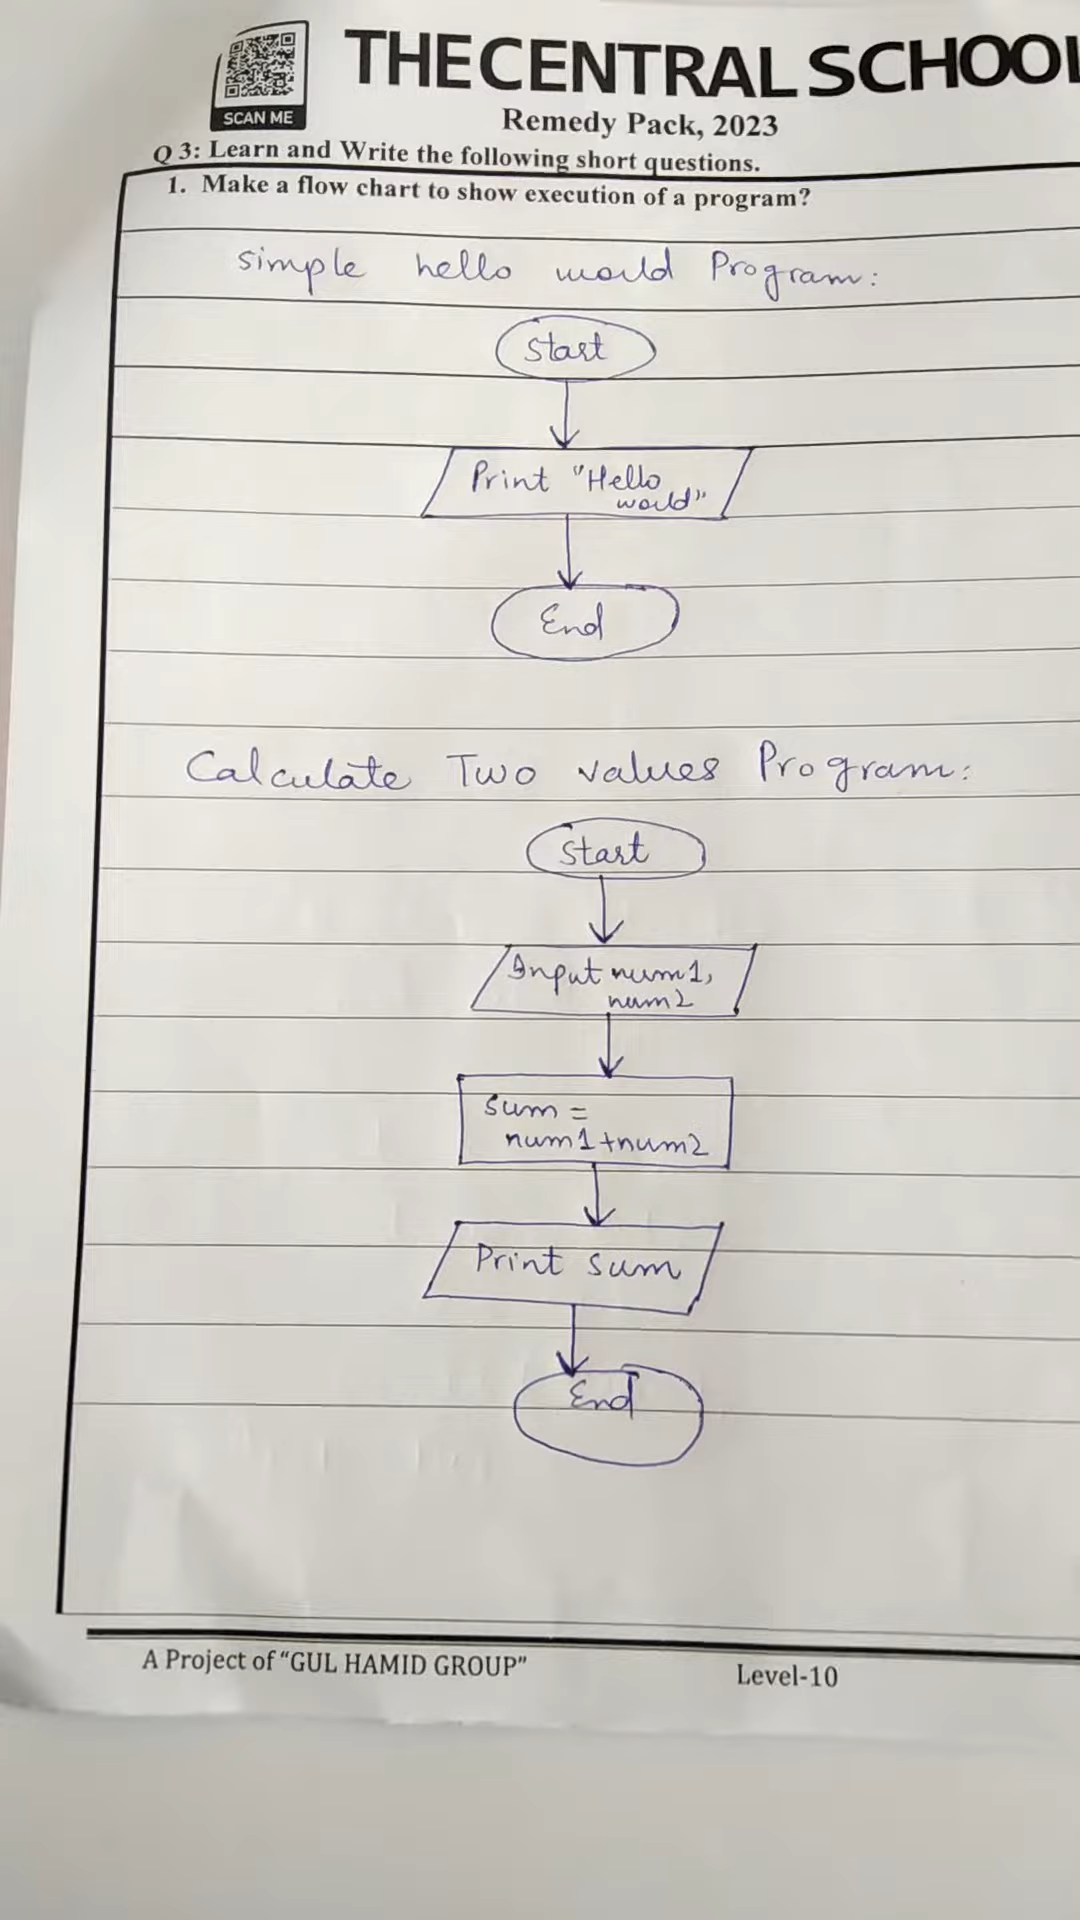 SCAN ME
THE CENTRAL SCHOOL
Remedy Pack, 2023
Q 3: Learn and Write the following short questions.
1. Make a flow chart to show execution of a program?
simple hello world Program:
Start
Print "Hello
world"
End
Calculate Two values Program:
Start
Input num1,
num2
sum =
num1+num2
Print sum
End
A Project of “GUL HAMID GROUP”
Level-10